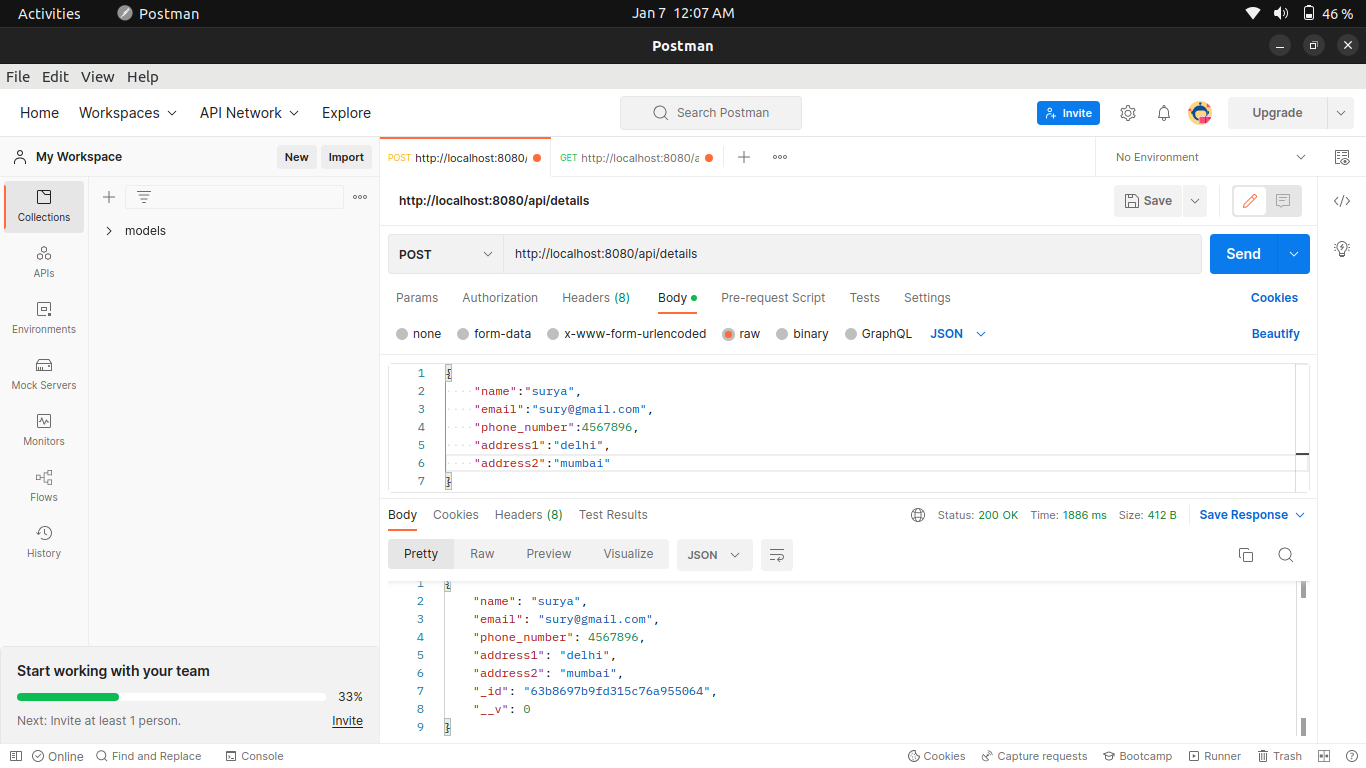 Activities Postman Jan 7 12:07 AM 46 %
Postman
File Edit View Help
Home Workspaces API Network Explore Search Postman Invite Upgrade
My Workspace New Import POST http://localhost:8080/ GET http://localhost:8080/a No Environment
Collections
models
APIs
Environments
Mock Servers
Monitors
Flows
History
http://localhost:8080/api/details Save
POST http://localhost:8080/api/details Send
Params Authorization Headers (8) Body Pre-request Script Tests Settings Cookies
none form-data x-www-form-urlencoded raw binary GraphQL JSON Beautify
1 {
2 "name":"surya",
3 "email":"sury@gmail.com",
4 "phone_number":4567896,
5 "address1":"delhi",
6 "address2":"mumbai"
7 }
Body Cookies Headers (8) Test Results Status: 200 OK Time: 1886 ms Size: 412 B Save Response
Pretty Raw Preview Visualize JSON
1 {
2 "name": "surya",
3 "email": "sury@gmail.com",
4 "phone_number": 4567896,
5 "address1": "delhi",
6 "address2": "mumbai",
7 "_id": "63b8697b9fd315c76a955064",
8 "__v": 0
9 }
Start working with your team
33%
Next: Invite at least 1 person. Invite
Online Find and Replace Console Cookies Capture requests Bootcamp Runner Trash